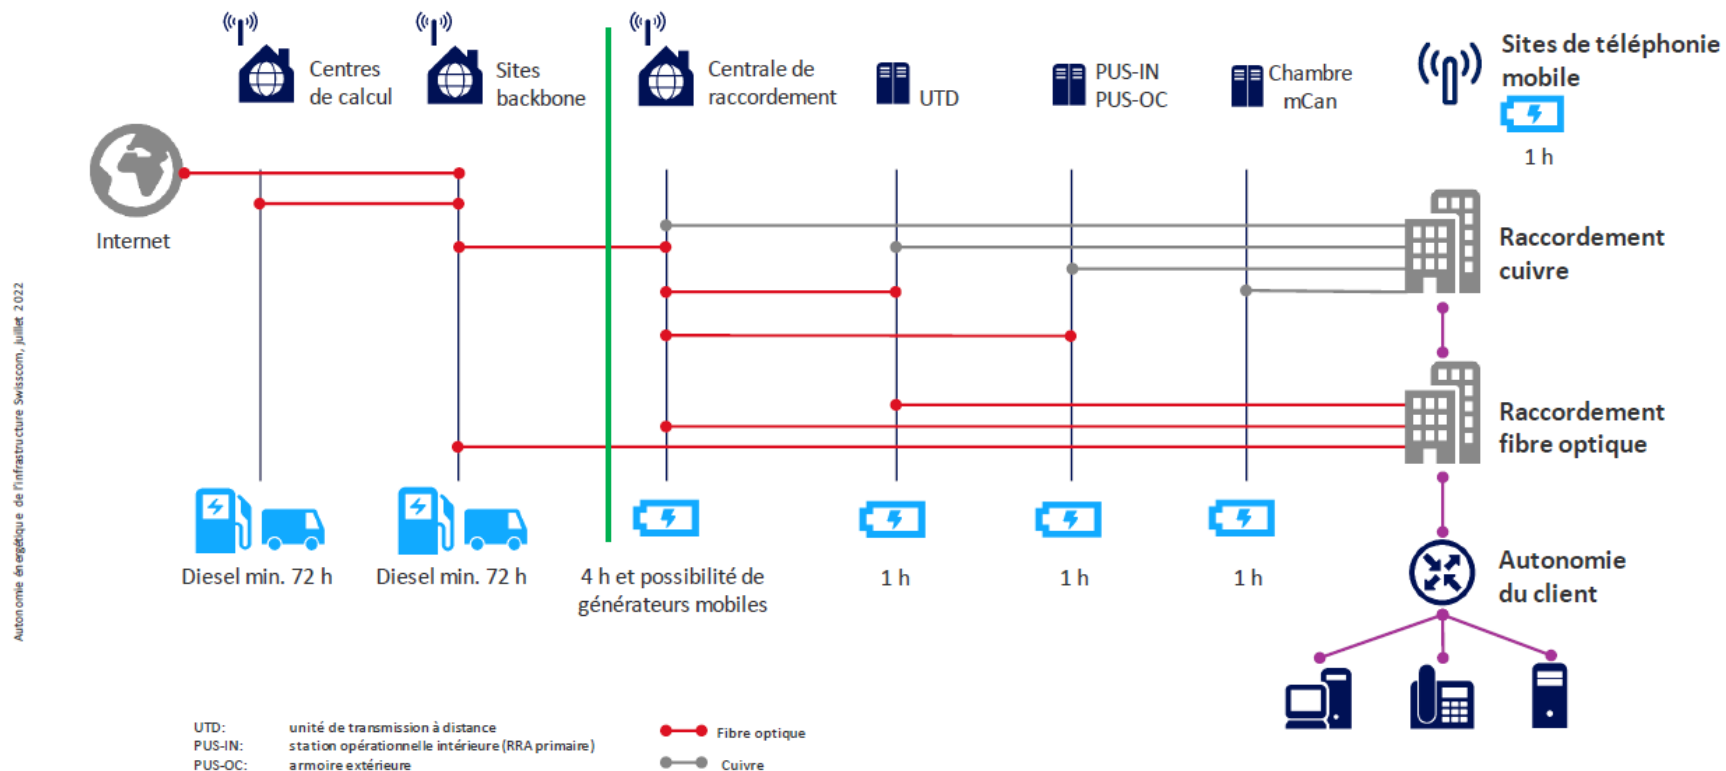 Centres
de calcul
Sites
backbone
Centrale de
raccordement
UTD
PUS-IN
PUS-OC
Chambre
mCan
Sites de téléphonie
mobile
1 h
Internet
Raccordement
cuivre
Raccordement
fibre optique
Diesel min. 72 h
Diesel min. 72 h
4 h et possibilité de
générateurs mobiles
1 h
1 h
1 h
Autonomie
du client
UTD: unité de transmission à distance
PUS-IN: station opérationnelle intérieure (RRA primaire)
PUS-OC: armoire extérieure
Fibre optique
Cuivre
Autonomie énergétique de l'infrastructure Swisscom, juillet 2022